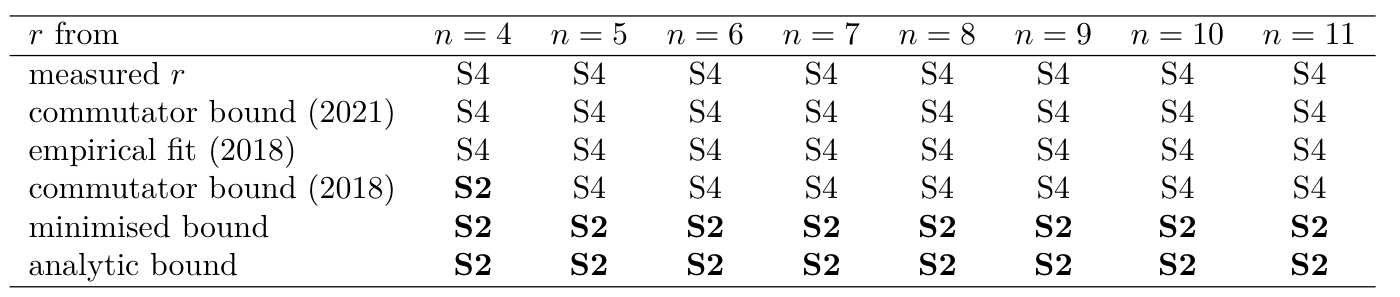 r from n = 4 n = 5 n = 6 n = 7 n = 8 n = 9 n = 10 n = 11
measured r S4 S4 S4 S4 S4 S4 S4 S4
commutator bound (2021) S4 S4 S4 S4 S4 S4 S4 S4
empirical fit (2018) S4 S4 S4 S4 S4 S4 S4 S4
commutator bound (2018) S2 S4 S4 S4 S4 S4 S4 S4
minimised bound S2 S2 S2 S2 S2 S2 S2 S2
analytic bound S2 S2 S2 S2 S2 S2 S2 S2